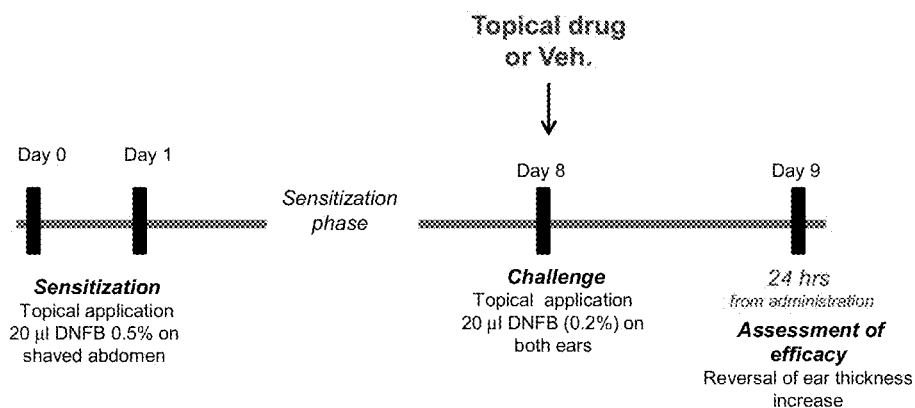 Topical drug
or Veh.
Day 0
Day 1
Day 8
Day 9
Sensitization
phase
Sensitization
Topical application
20 µl DNFB 0.5% on
shaved abdomen
Challenge
Topical application
20 µl DNFB (0.2%) on
both ears
24 hrs
from administration
Assessment of
efficacy
Reversal of ear thickness
increase